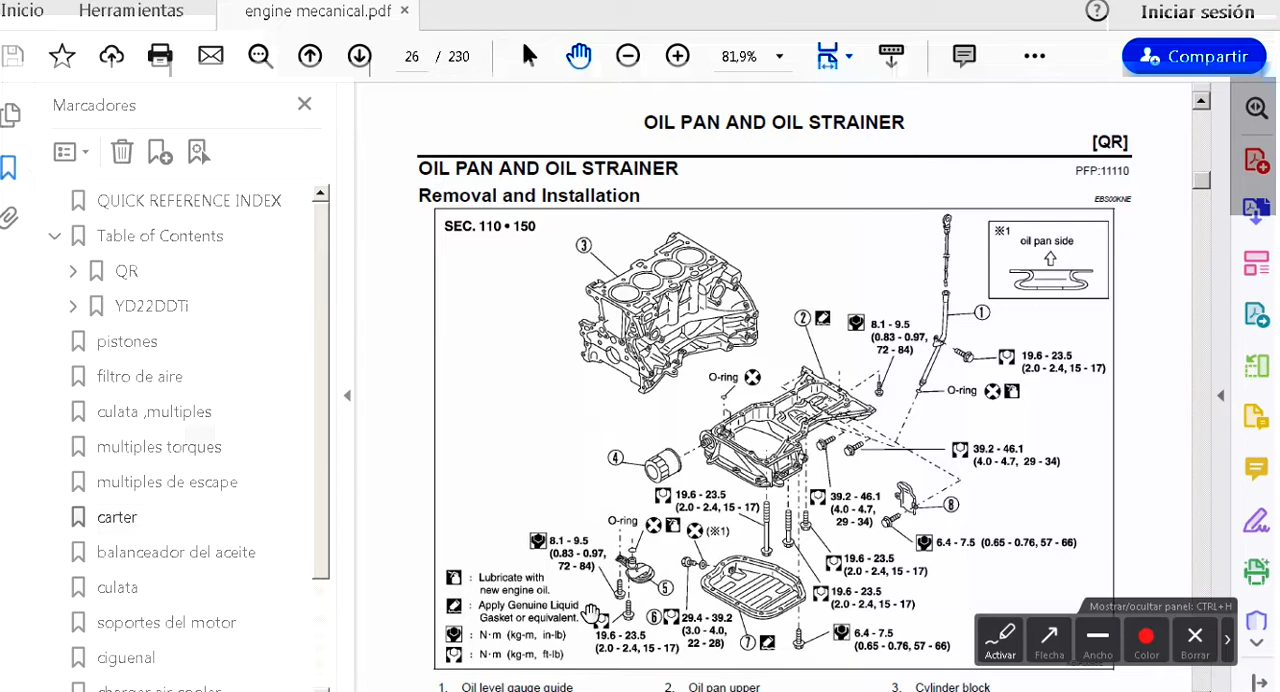 Inicio
Herramientas
engine mecanical.pdf ×
?
Iniciar sesión
26 / 230
81,9%
Compartir
Marcadores
QUICK REFERENCE INDEX
Table of Contents
QR
YD22DDTi
pistones
filtro de aire
culata ,multiples
multiples torques
multiples de escape
carter
balanceador del aceite
culata
soportes del motor
ciguenal
OIL PAN AND OIL STRAINER
[QR]
OIL PAN AND OIL STRAINER
PFP:11110
Removal and Installation
EBS00KNE
SEC. 110 • 150
※1
oil pan side
3
2
8.1 - 9.5
(0.83 - 0.97,
72 - 84)
1
19.6 - 23.5
(2.0 - 2.4, 15 - 17)
O-ring
O-ring
4
39.2 - 46.1
(4.0 - 4.7, 29 - 34)
19.6 - 23.5
(2.0 - 2.4, 15 - 17)
39.2 - 46.1
(4.0 - 4.7,
29 - 34)
8
O-ring
(※1)
6.4 - 7.5 (0.65 - 0.76, 57 - 66)
8.1 - 9.5
(0.83 - 0.97,
72 - 84)
19.6 - 23.5
(2.0 - 2.4, 15 - 17)
5
19.6 - 23.5
(2.0 - 2.4, 15 - 17)
: Lubricate with
new engine oil.
: Apply Genuine Liquid
Gasket or equivalent.
: N·m (kg-m, in-lb)
: N·m (kg-m, ft-lb)
19.6 - 23.5
(2.0 - 2.4, 15 - 17)
6
29.4 - 39.2
(3.0 - 4.0,
22 - 28)
7
6.4 - 7.5
(0.65 - 0.76, 57 - 66)
Mostrar/ocultar panel: CTRL+H
Activar
Flecha
Ancho
Color
Borrar
1. Oil level gauge guide
2. Oil pan upper
3. Cylinder block